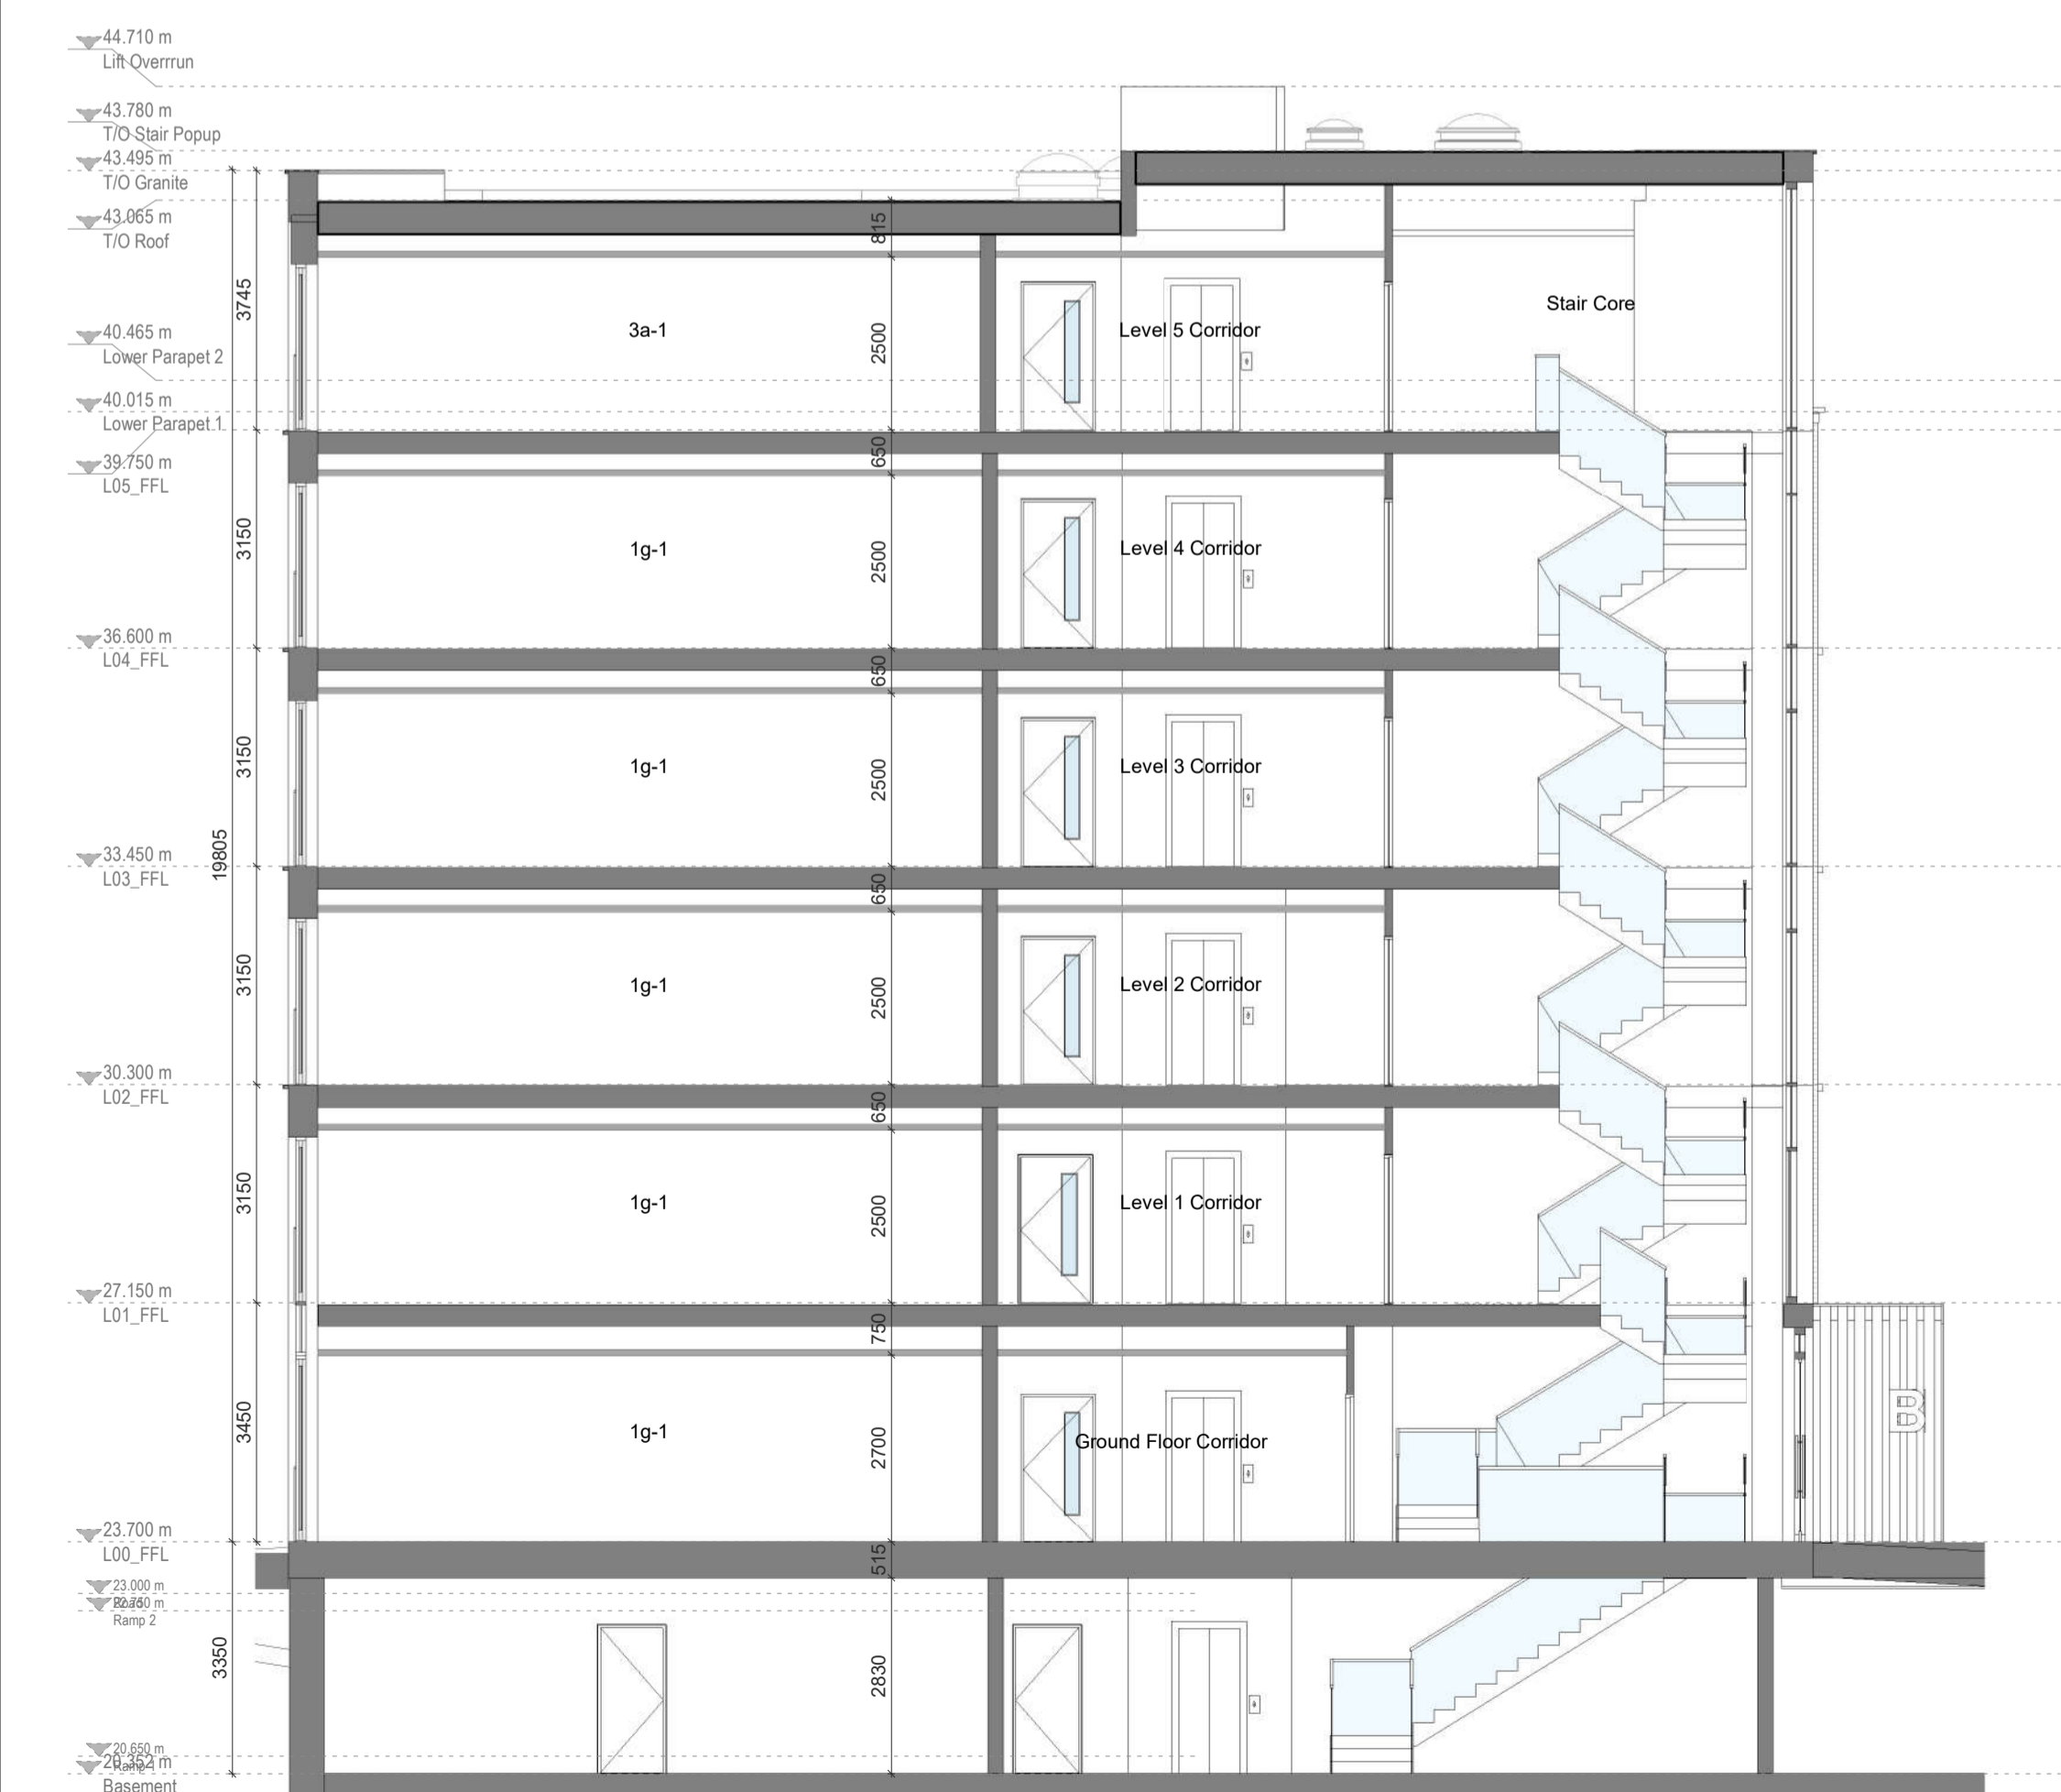 44.710 m
Lift Overrrun
43.780 m
T/O Stair Popup
43.495 m
T/O Granite
43.065 m
T/O Roof
815
3745
3a-1
2500
Level 5 Corridor
Stair Core
40.465 m
Lower Parapet 2
40.015 m
Lower Parapet 1
39.750 m
L05_FFL
650
3150
1g-1
2500
Level 4 Corridor
36.600 m
L04_FFL
650
3150
1g-1
2500
Level 3 Corridor
19805
33.450 m
L03_FFL
650
3150
1g-1
2500
Level 2 Corridor
30.300 m
L02_FFL
650
3150
1g-1
2500
Level 1 Corridor
27.150 m
L01_FFL
750
3450
1g-1
2700
Ground Floor Corridor
B
23.700 m
L00_FFL
515
23.000 m
Road
22.750 m
Ramp 2
3350
2830
20.650 m
20.352 m
Basement